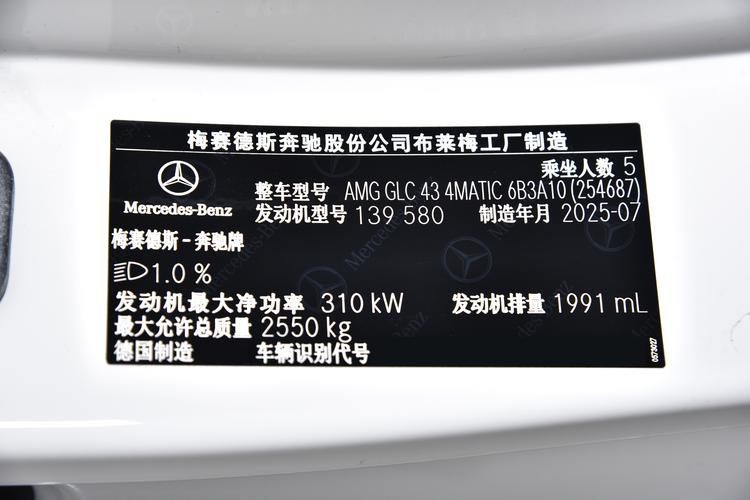 梅赛德斯奔驰股份公司布莱梅工厂制造
乘坐人数 5
整车型号 AMG GLC 43 4MATIC 6B3A10 (254687)
Mercedes-Benz
发动机型号 139 580 制造年月 2025-07
梅赛德斯-奔驰牌
1.0 %
发动机最大净功率 310 kW 发动机排量 1991 mL
最大允许总质量 2550 kg
德国制造 车辆识别代号